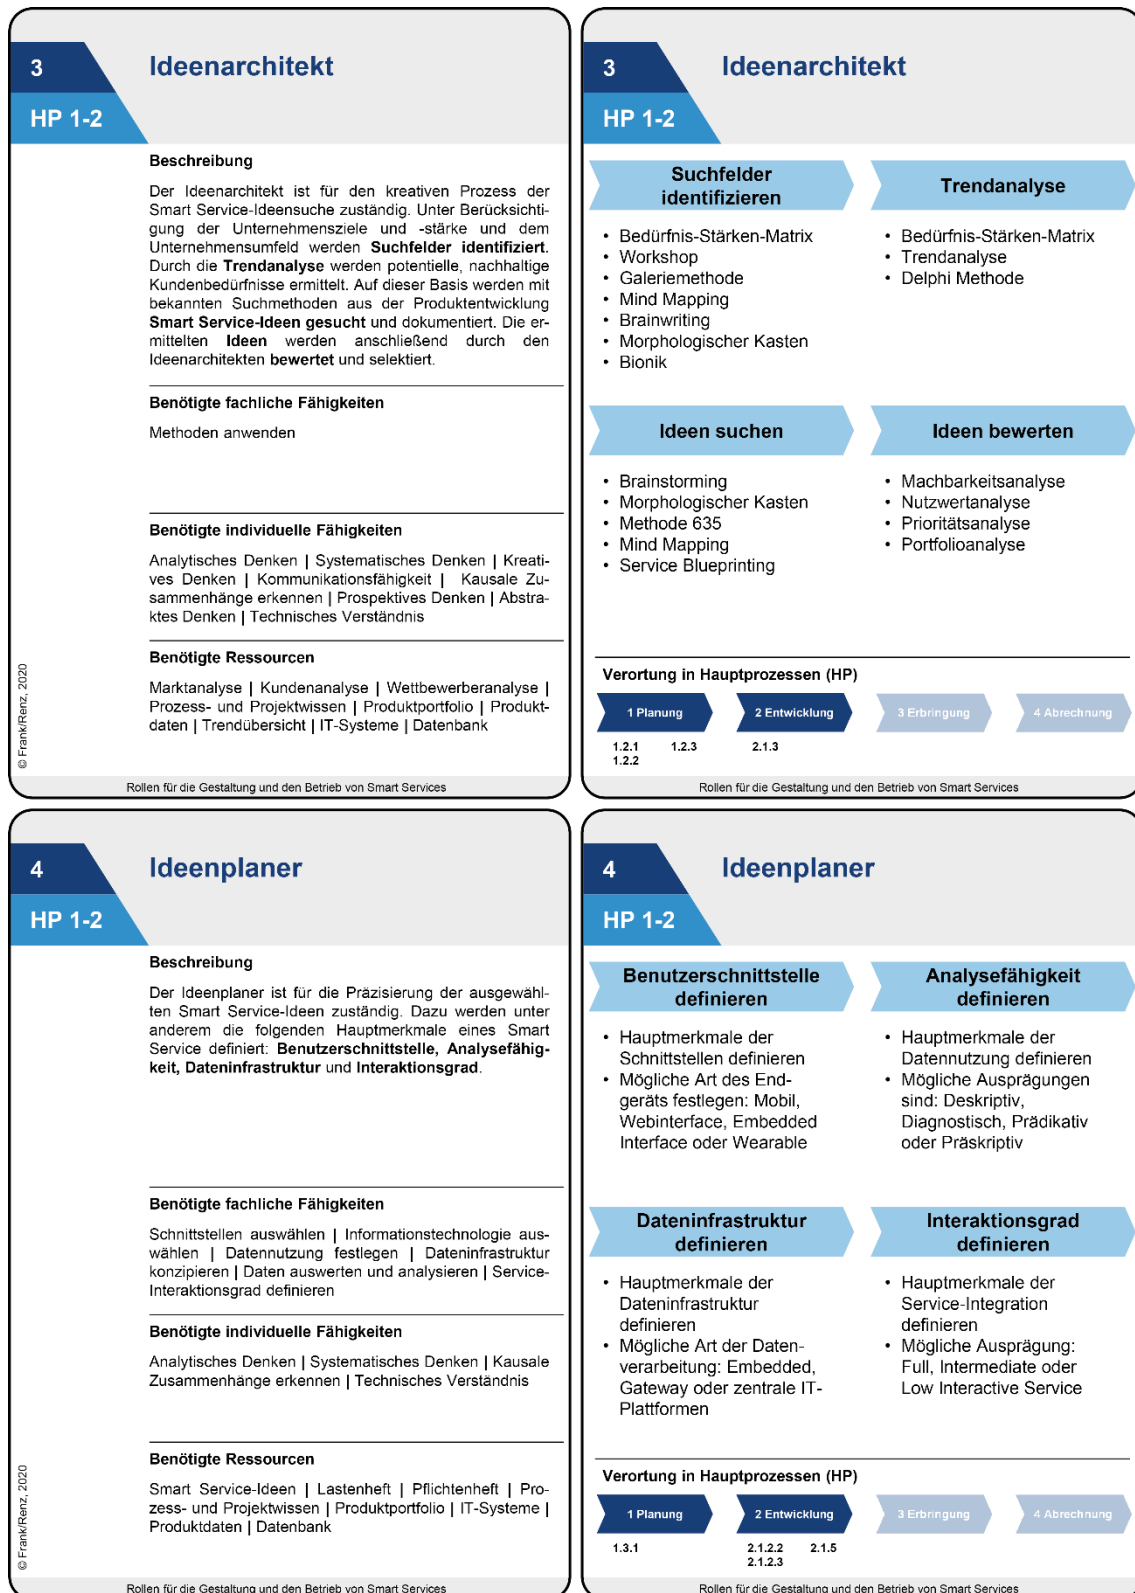 3
Ideenarchitekt
HP 1-2
Beschreibung
Der Ideenarchitekt ist für den kreativen Prozess der
Smart Service-Ideensuche zuständig. Unter Berücksichti-
gung der Unternehmensziele und -stärke und dem
Unternehmensumfeld werden Suchfelder identifiziert.
Durch die Trendanalyse werden potentielle, nachhaltige
Kundenbedürfnisse ermittelt. Auf dieser Basis werden mit
bekannten Suchmethoden aus der Produktentwicklung
Smart Service-Ideen gesucht und dokumentiert. Die er-
mittelten Ideen werden anschließend durch den
Ideenarchitekten bewertet und selektiert.
Benötigte fachliche Fähigkeiten
Methoden anwenden
Benötigte individuelle Fähigkeiten
Analytisches Denken | Systematisches Denken | Kreati-
ves Denken | Kommunikationsfähigkeit | Kausale Zu-
sammenhänge erkennen | Prospektives Denken | Abstra-
ktes Denken | Technisches Verständnis
Benötigte Ressourcen
Marktanalyse | Kundenanalyse | Wettbewerberanalyse |
Prozess- und Projektwissen | Produktportfolio | Produkt-
daten | Trendübersicht | IT-Systeme | Datenbank
© Frank/Renz, 2020
Rollen für die Gestaltung und den Betrieb von Smart Services
3
Ideenarchitekt
HP 1-2
Suchfelder
identifizieren
• Bedürfnis-Stärken-Matrix
• Workshop
• Galeriemethode
• Mind Mapping
• Brainwriting
• Morphologischer Kasten
• Bionik
Trendanalyse
• Bedürfnis-Stärken-Matrix
• Trendanalyse
• Delphi Methode
Ideen suchen
• Brainstorming
• Morphologischer Kasten
• Methode 635
• Mind Mapping
• Service Blueprinting
Ideen bewerten
• Machbarkeitsanalyse
• Nutzwertanalyse
• Prioritätsanalyse
• Portfolioanalyse
Verortung in Hauptprozessen (HP)
1 Planung 2 Entwicklung 3 Erbringung 4 Abrechnung
1.2.1 1.2.3 2.1.3
1.2.2
Rollen für die Gestaltung und den Betrieb von Smart Services
4
Ideenplaner
HP 1-2
Beschreibung
Der Ideenplaner ist für die Präzisierung der ausgewähl-
ten Smart Service-Ideen zuständig. Dazu werden unter
anderem die folgenden Hauptmerkmale eines Smart
Service definiert: Benutzerschnittstelle, Analysefähig-
keit, Dateninfrastruktur und Interaktionsgrad.
Benötigte fachliche Fähigkeiten
Schnittstellen auswählen | Informationstechnologie aus-
wählen | Datennutzung festlegen | Dateninfrastruktur
konzipieren | Daten auswerten und analysieren | Service-
Interaktionsgrad definieren
Benötigte individuelle Fähigkeiten
Analytisches Denken | Systematisches Denken | Kausale
Zusammenhänge erkennen | Technisches Verständnis
Benötigte Ressourcen
Smart Service-Ideen | Lastenheft | Pflichtenheft | Pro-
zess- und Projektwissen | Produktportfolio | IT-Systeme |
Produktdaten | Datenbank
© Frank/Renz, 2020
Rollen für die Gestaltung und den Betrieb von Smart Services
4
Ideenplaner
HP 1-2
Benutzerschnittstelle
definieren
• Hauptmerkmale der
Schnittstellen definieren
• Mögliche Art des End-
geräts festlegen: Mobil,
Webinterface, Embedded
Interface oder Wearable
Analysefähigkeit
definieren
• Hauptmerkmale der
Datennutzung definieren
• Mögliche Ausprägungen
sind: Deskriptiv,
Diagnostisch, Prädikativ
oder Präskriptiv
Dateninfrastruktur
definieren
• Hauptmerkmale der
Dateninfrastruktur
definieren
• Mögliche Art der Daten-
verarbeitung: Embedded,
Gateway oder zentrale IT-
Plattformen
Interaktionsgrad
definieren
• Hauptmerkmale der
Service-Integration
definieren
• Mögliche Ausprägung:
Full, Intermediate oder
Low Interactive Service
Verortung in Hauptprozessen (HP)
1 Planung 2 Entwicklung 3 Erbringung 4 Abrechnung
1.3.1 2.1.2.2 2.1.5
2.1.2.3
Rollen für die Gestaltung und den Betrieb von Smart Services